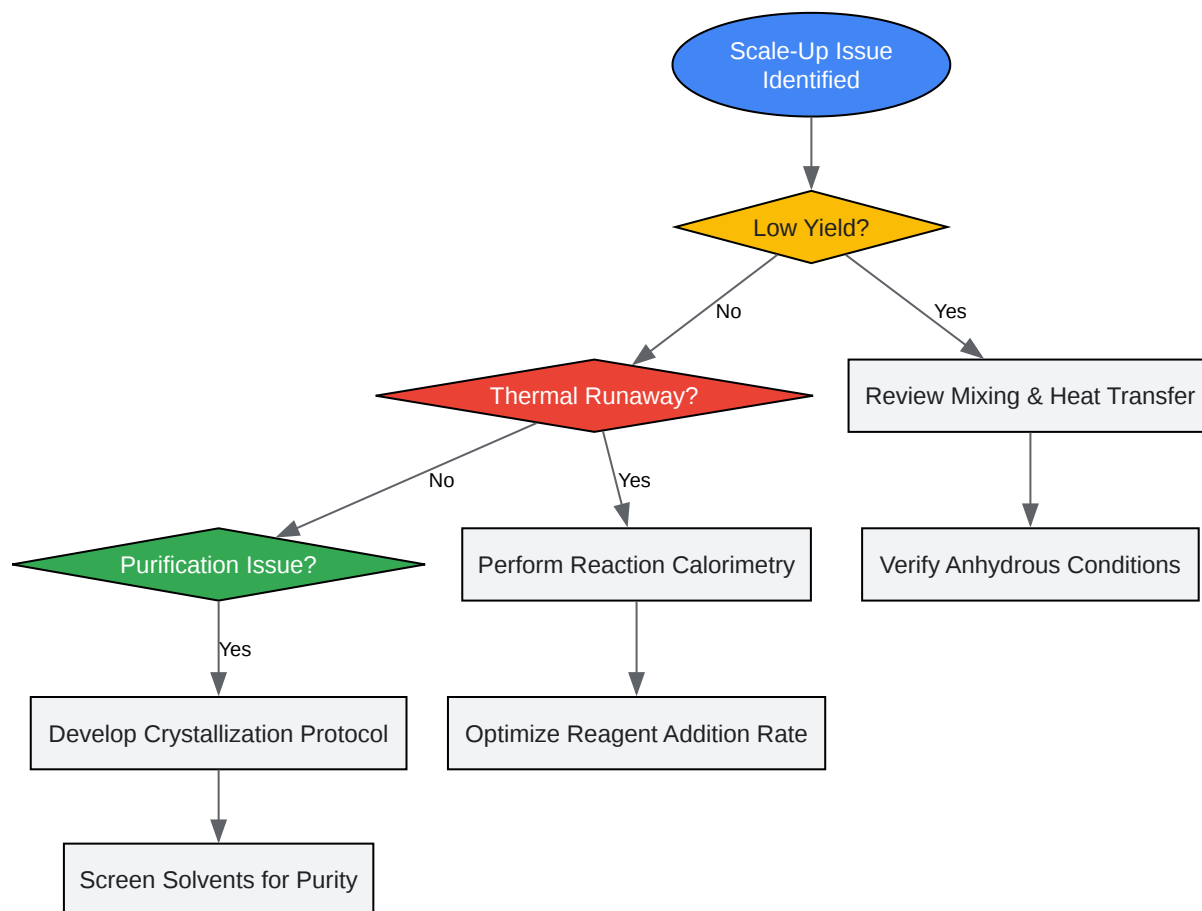 Scale-Up Issue
Identified
Low Yield?
No
Yes
Thermal Runaway?
Review Mixing & Heat Transfer
No
Yes
Purification Issue?
Perform Reaction Calorimetry
Verify Anhydrous Conditions
Yes
Develop Crystallization Protocol
Optimize Reagent Addition Rate
Screen Solvents for Purity